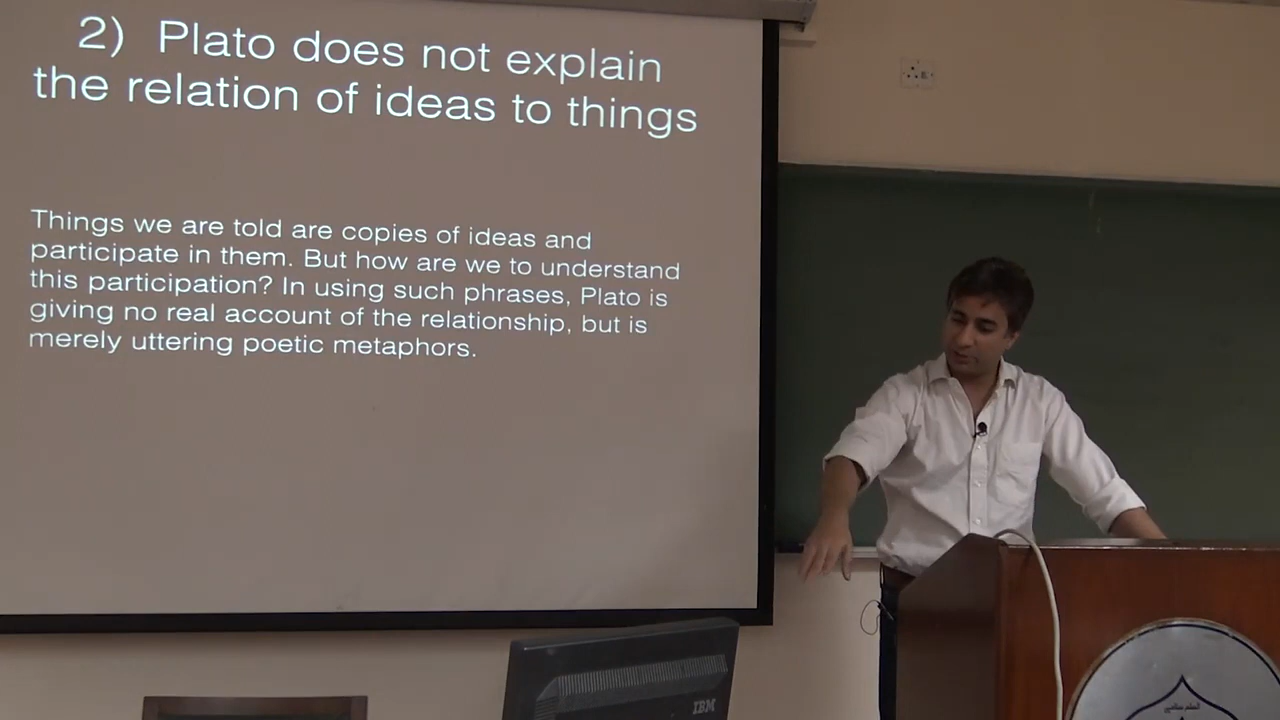 2) Plato does not explain
the relation of ideas to things
Things we are told are copies of ideas and
participate in them. But how are we to understand
this participation? In using such phrases, Plato is
giving no real account of the relationship, but is
merely uttering poetic metaphors.
IBM